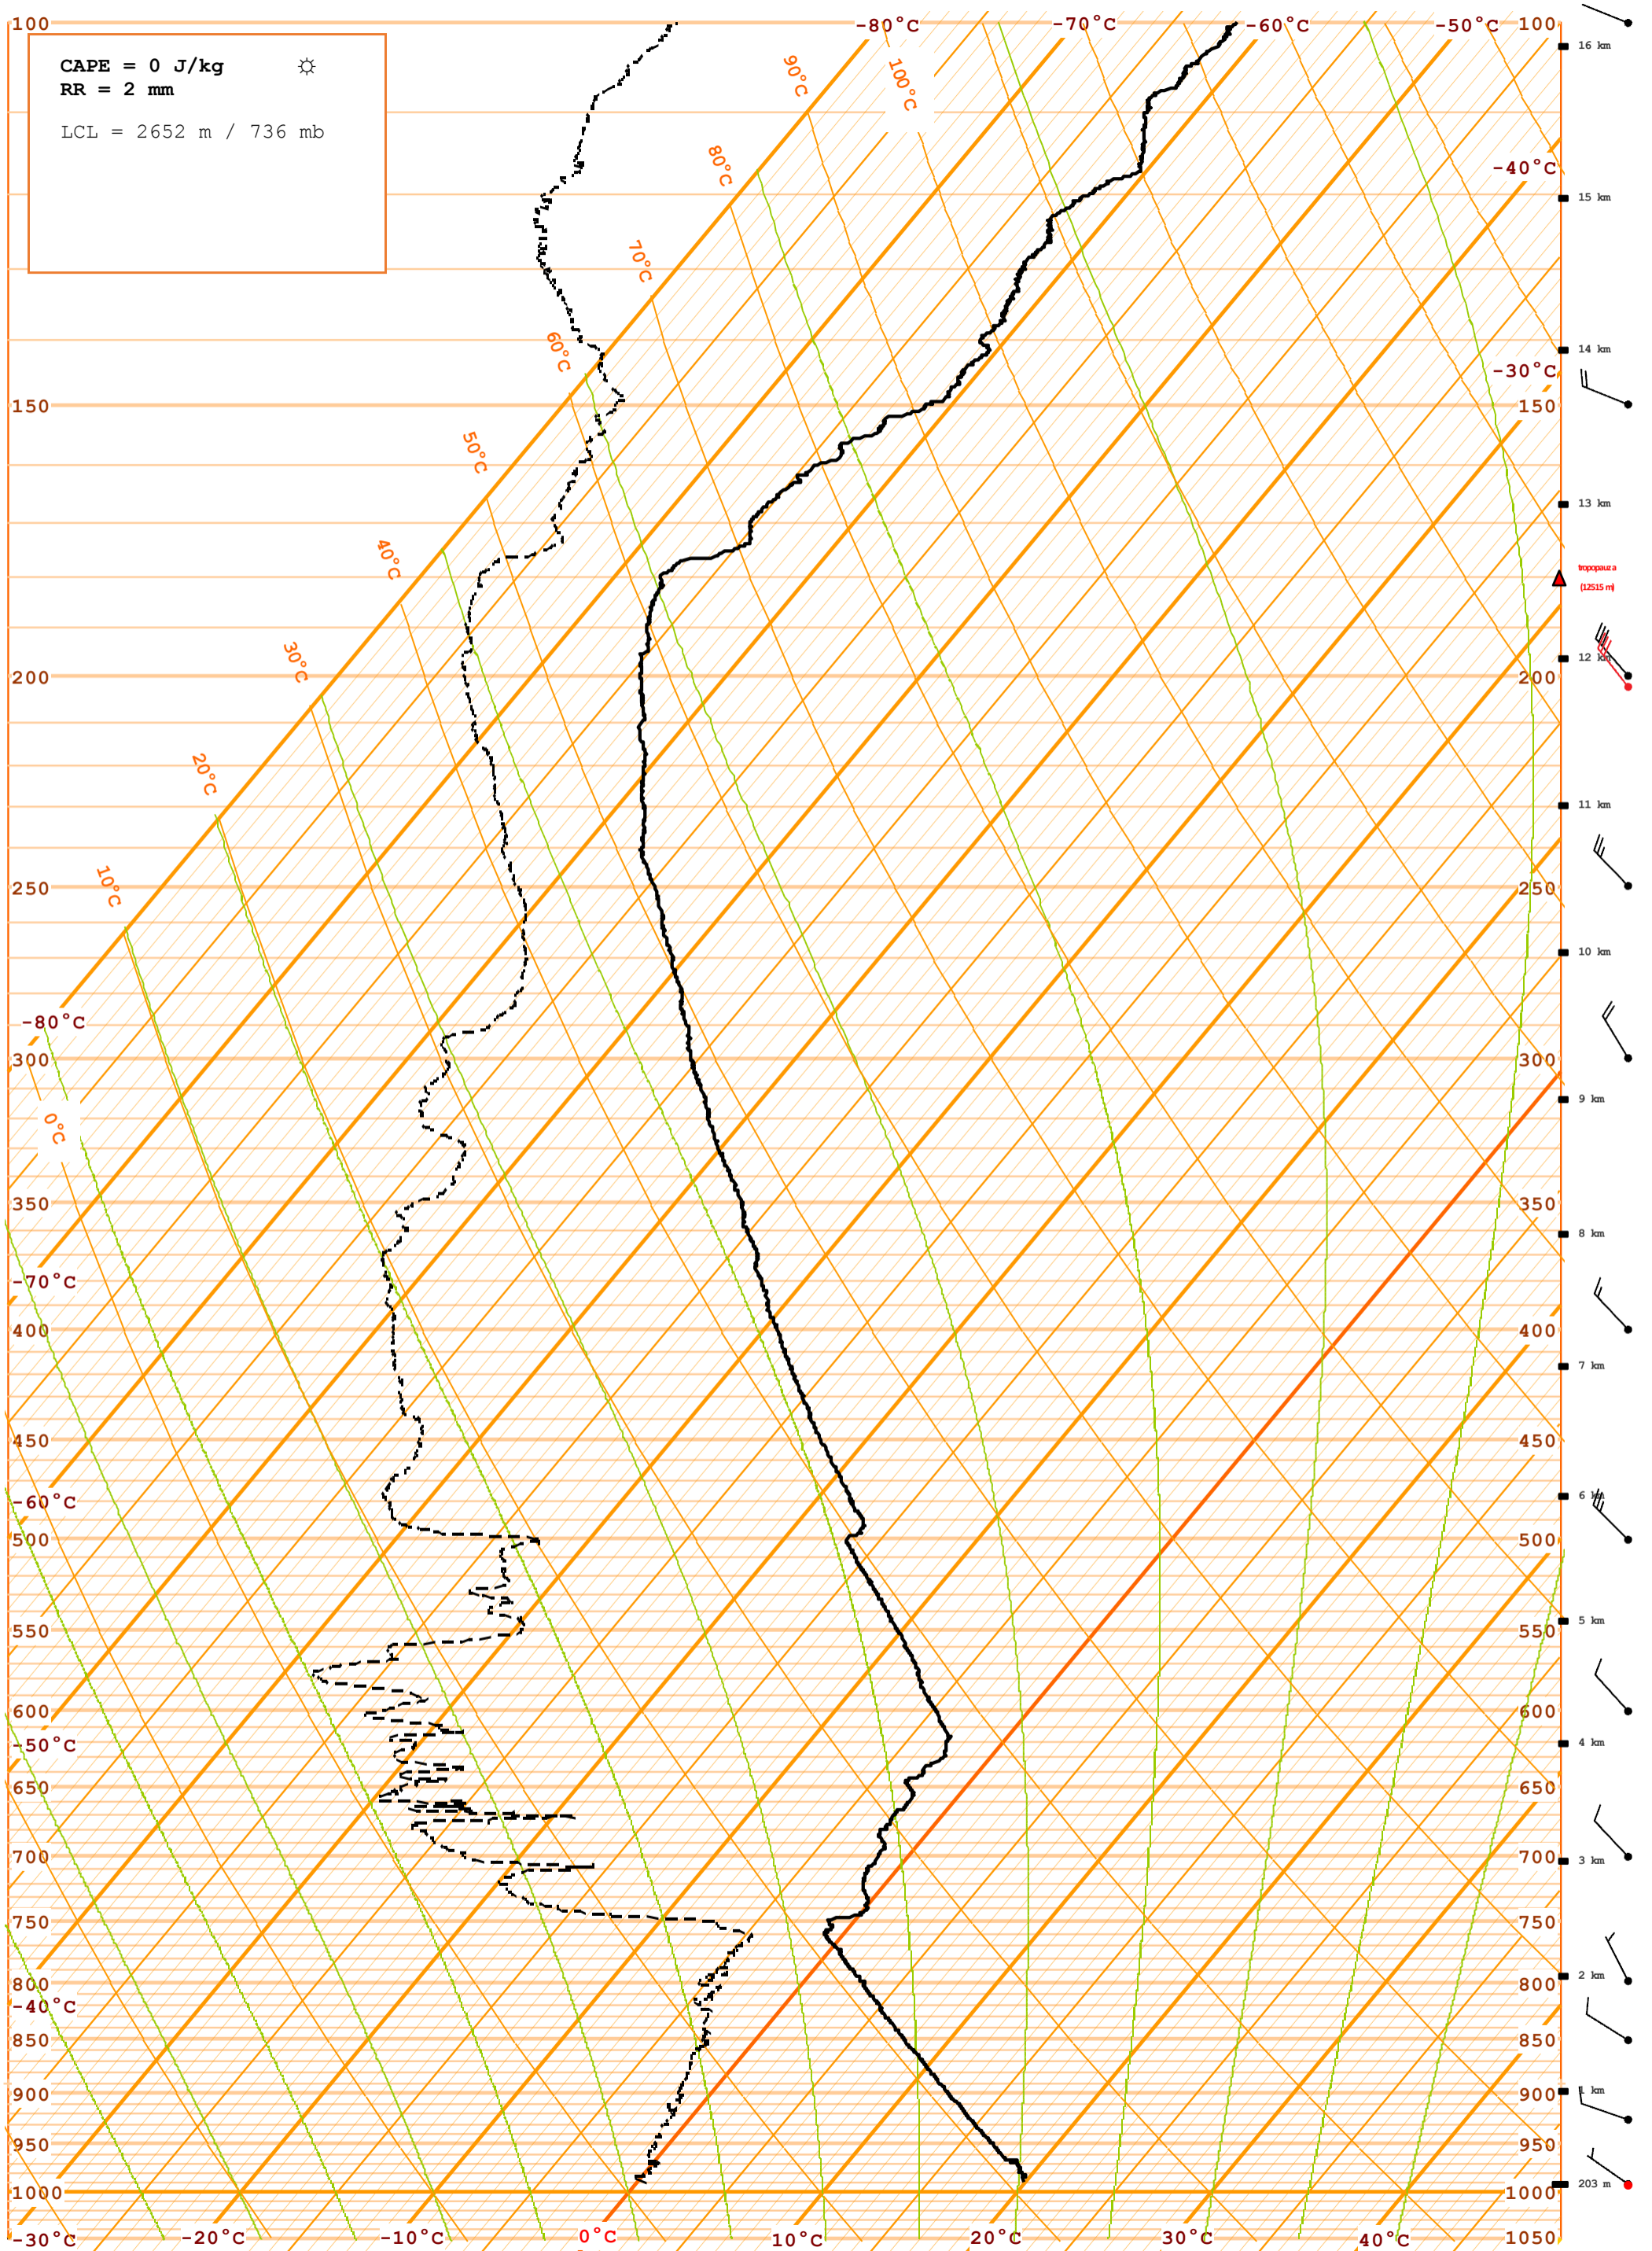 100
-80°C
-70°C
-60°C
-50°C
100
16 km
CAPE = 0 J/kg ☼
RR = 2 mm
LCL = 2652 m / 736 mb
90°C
100°C
80°C
-40°C
15 km
70°C
60°C
14 km
-30°C
150
150
50°C
13 km
40°C
tropopauza
(12515 m)
30°C
12 km
200
200
20°C
11 km
10°C
250
250
10 km
-80°C
300
300
9 km
0°C
350
350
8 km
-70°C
400
400
7 km
450
450
-60°C
6 km
500
500
5 km
550
550
600
600
-50°C
4 km
650
650
700
700
3 km
750
750
800
800
2 km
-40°C
850
850
900
900
1 km
950
950
203 m
1000
1000
-30°C
-20°C
-10°C
0°C
10°C
20°C
30°C
40°C
1050